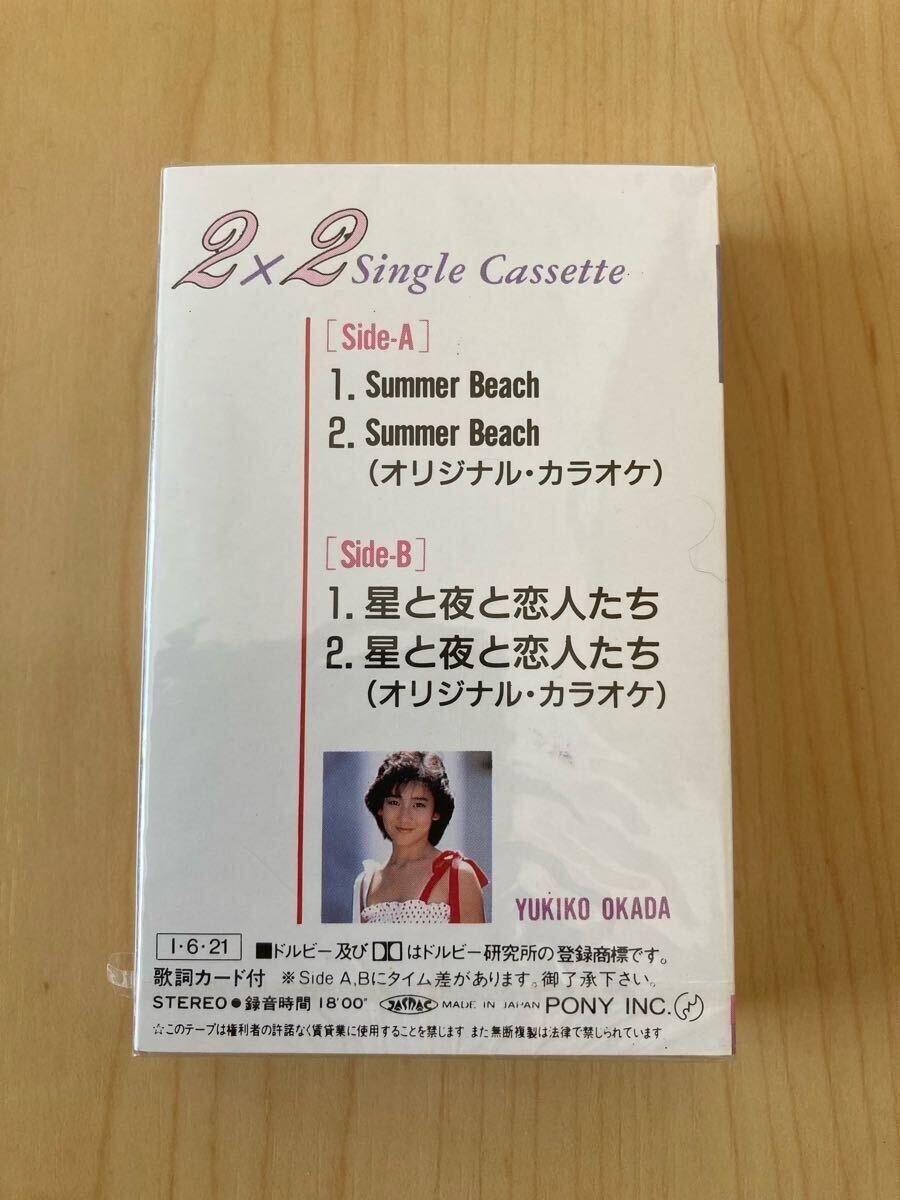 2×2 Single Cassette
[Side-A]
1. Summer Beach
2. Summer Beach
(オリジナル・カラオケ)
[Side-B]
1. 星と夜と恋人たち
2. 星と夜と恋人たち
(オリジナル・カラオケ)
YUKIKO OKADA
1・6・21 ■ドルビー及びはドルビー研究所の登録商標です。
歌詞カード付 ※Side A,Bにタイム差があります。御了承下さい。
STEREO●録音時間 18'00" JASRAC MADE IN JAPAN PONY INC.
☆このテープは権利者の許諾なく賃貸業に使用することを禁じます また無断複製は法律で禁じられています